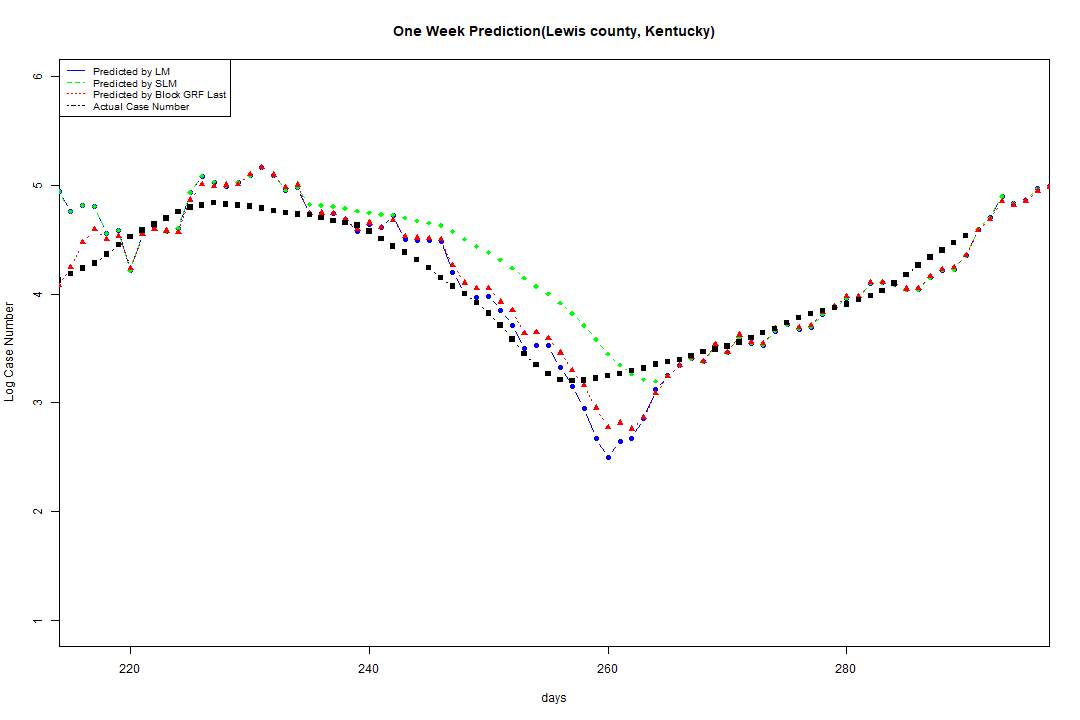 One Week Prediction(Lewis county, Kentucky)
Predicted by LM
Predicted by SLM
Predicted by Block GRF Last
Actual Case Number
6
5
4
3
2
1
Log Case Number
220 240 260 280
days